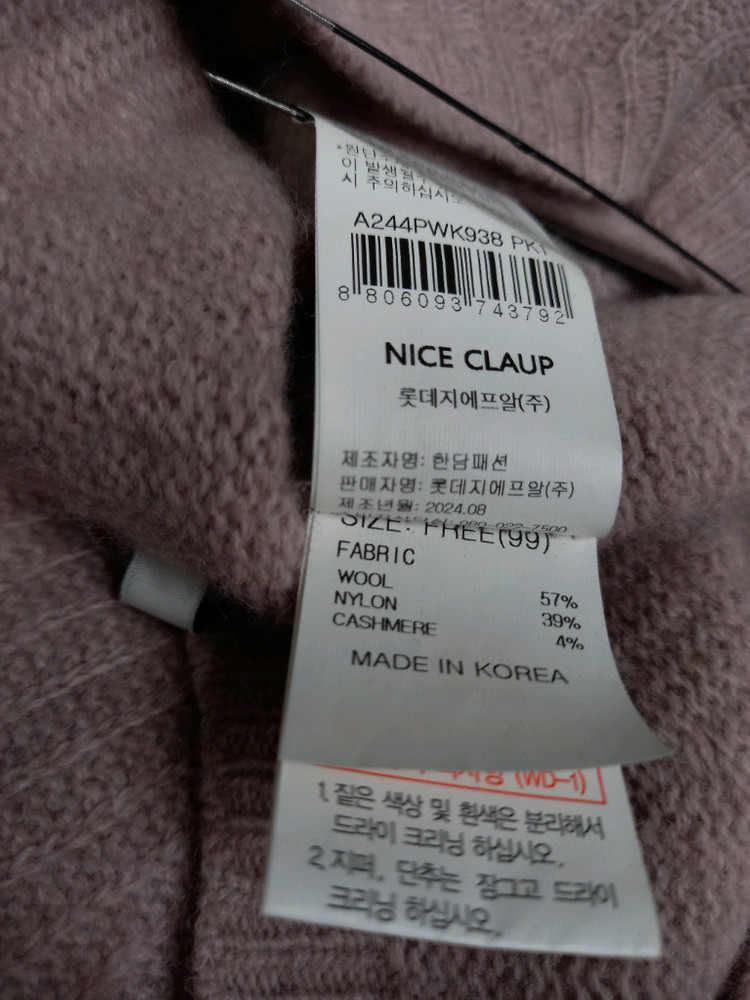 이 발생될
시 주의하십시오
A244PWK938 PK1
8 806093 743792
NICE CLAUP
롯데지에프알(주)
제조자명: 한담패션
판매자명: 롯데지에프알(주)
제조년월: 2024.08
SIZE: FREE(99)
FABRIC
WOOL 57%
NYLON 39%
CASHMERE 4%
MADE IN KOREA
(WD-1)
1. 짙은 색상 및 흰색은 분리해서
드라이 크리닝 하십시오.
2. 지퍼, 단추는 잠그고 드라이
크리닝 하십시오.